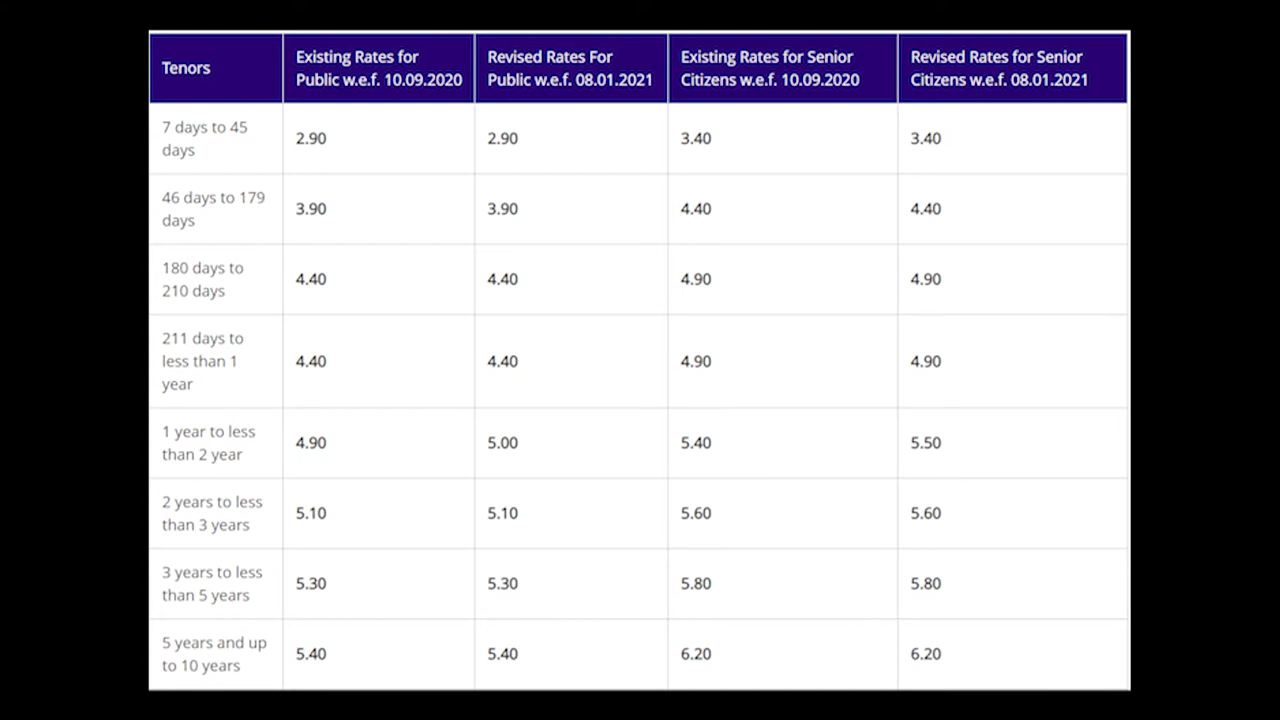 Tenors
Existing Rates for
Public w.e.f. 10.09.2020
Revised Rates For
Public w.e.f. 08.01.2021
Existing Rates for Senior
Citizens w.e.f. 10.09.2020
Revised Rates for Senior
Citizens w.e.f. 08.01.2021
7 days to 45
days
2.90
2.90
3.40
3.40
46 days to 179
days
3.90
3.90
4.40
4.40
180 days to
210 days
4.40
4.40
4.90
4.90
211 days to
less than 1
year
4.40
4.40
4.90
4.90
1 year to less
than 2 year
4.90
5.00
5.40
5.50
2 years to less
than 3 years
5.10
5.10
5.60
5.60
3 years to less
than 5 years
5.30
5.30
5.80
5.80
5 years and up
to 10 years
5.40
5.40
6.20
6.20